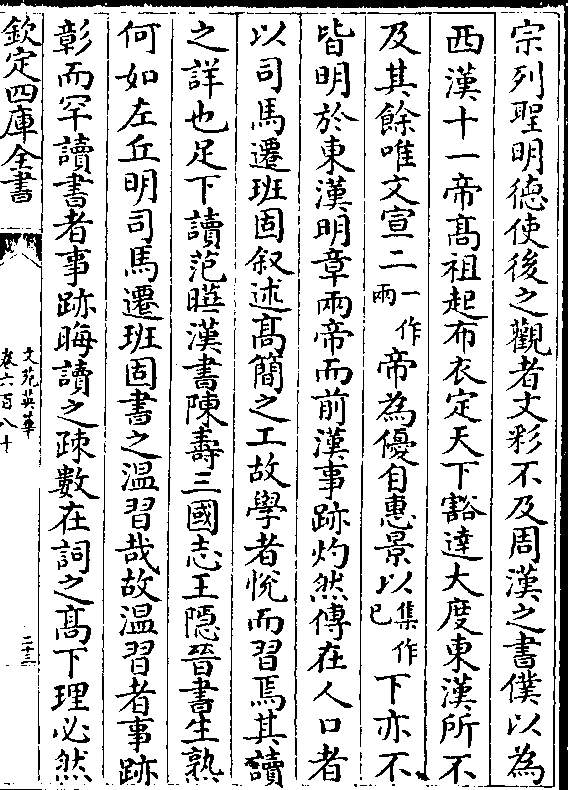 宗列聖明德使後之觀者文彩不及周漢之書僕以為
西漢十一帝髙祖起布衣定天下豁達大度東漢所不
及其餘唯文宣二一作兩帝為優自惠景以集作已下亦不
皆明於東漢明章兩帝而前漢事跡灼然傳在人口者
以司馬遷班固叙述髙簡之工故學者悅而習焉其讀
之詳也足下讀范曄漢書陳壽三國志王隠晉書生熟
何如左丘明司馬遷班固書之温習哉故温習者事跡
彰而罕讀書者事跡晦讀之疎數在詞之髙下理必然
欽定四庫全書
文苑英華
卷六百八十
二十三